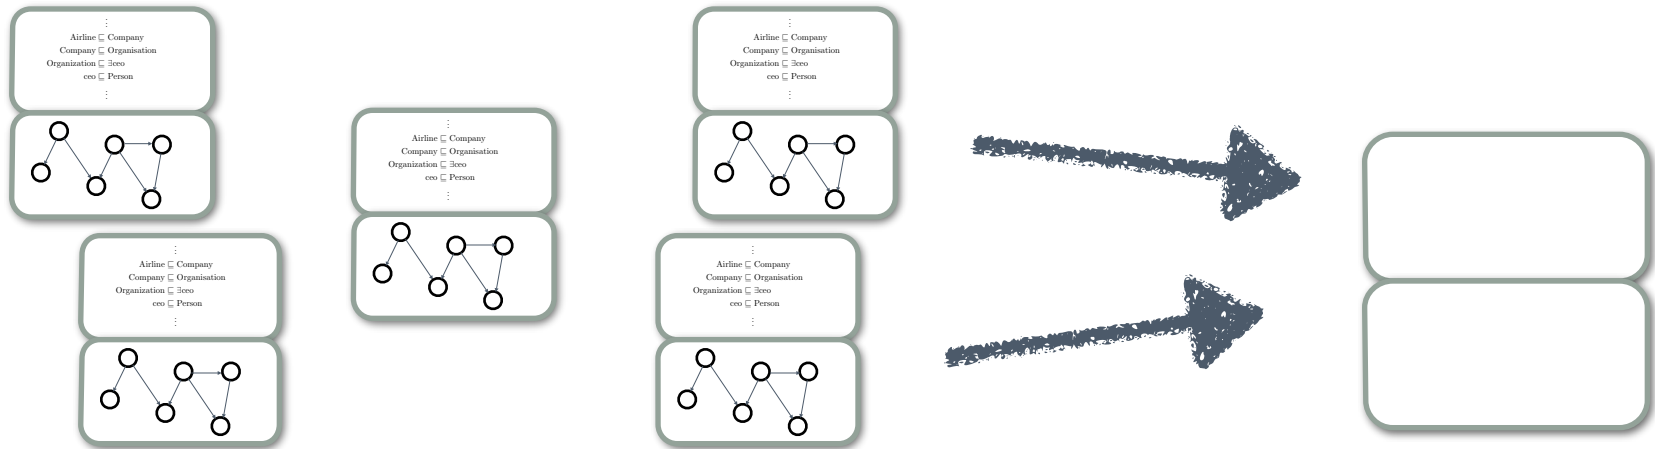 ⋮
Airline ⊑ Company
Company ⊑ Organisation
Organization ⊑ ∃ceo
ceo ⊑ Person
⋮
⋮
Airline ⊑ Company
Company ⊑ Organisation
Organization ⊑ ∃ceo
ceo ⊑ Person
⋮
⋮
Airline ⊑ Company
Company ⊑ Organisation
Organization ⊑ ∃ceo
ceo ⊑ Person
⋮
⋮
Airline ⊑ Company
Company ⊑ Organisation
Organization ⊑ ∃ceo
ceo ⊑ Person
⋮
⋮
Airline ⊑ Company
Company ⊑ Organisation
Organization ⊑ ∃ceo
ceo ⊑ Person
⋮